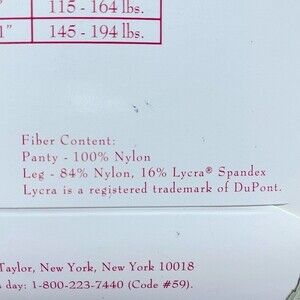 115 - 164 lbs.
1" 145 - 194 lbs.
Fiber Content:
Panty - 100% Nylon
Leg - 84% Nylon, 16% Lycra® Spandex
Lycra is a registered trademark of DuPont.
Taylor, New York, New York 10018
day: 1-800-223-7440 (Code #59).